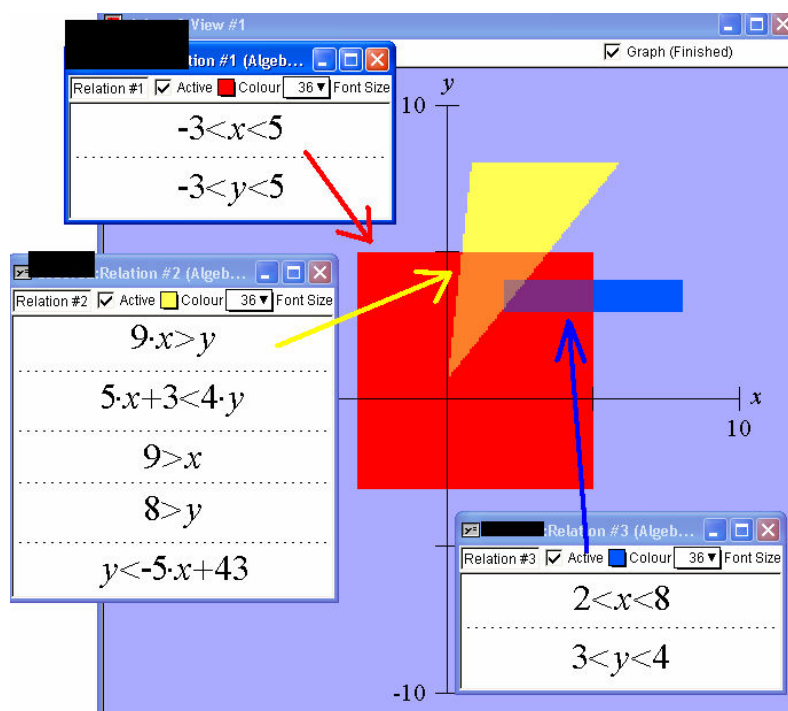 View #1
Graph (Finished)
Relation #1 (Algeb...
Relation #1 Active Colour 36 Font Size
-3<x<5
-3<y<5
:Relation #2 (Algeb...
Relation #2 Active Colour 36 Font Size
9·x>y
5·x+3<4·y
9>x
8>y
y<-5·x+43
y
10
x
10
-10
:Relation #3 (Algeb...
Relation #3 Active Colour 36 Font Size
2<x<8
3<y<4